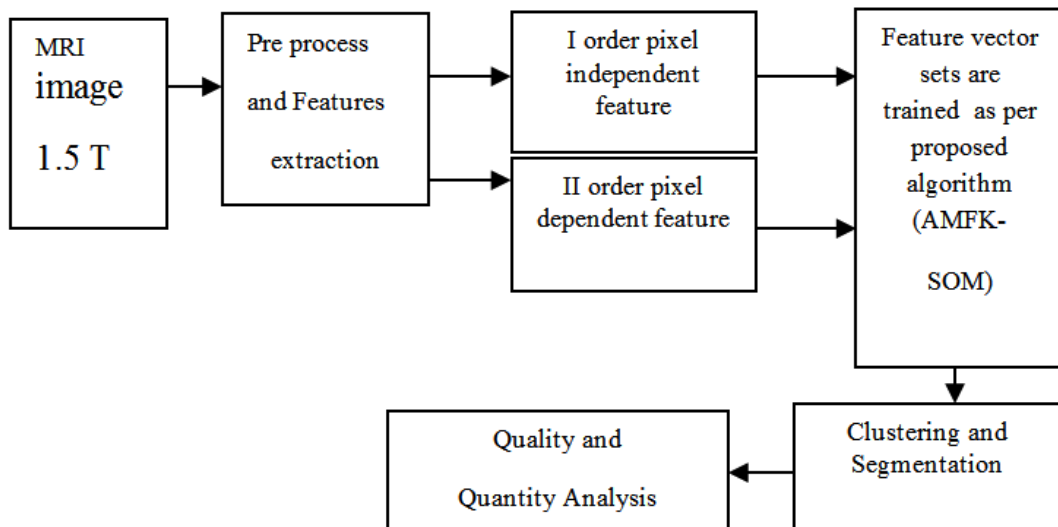 MRI
image
1.5 T
Pre process
and Features
extraction
I order pixel
independent
feature
II order pixel
dependent feature
Feature vector
sets are
trained as per
proposed
algorithm
(AMFK-
SOM)
Clustering and
Segmentation
Quality and
Quantity Analysis